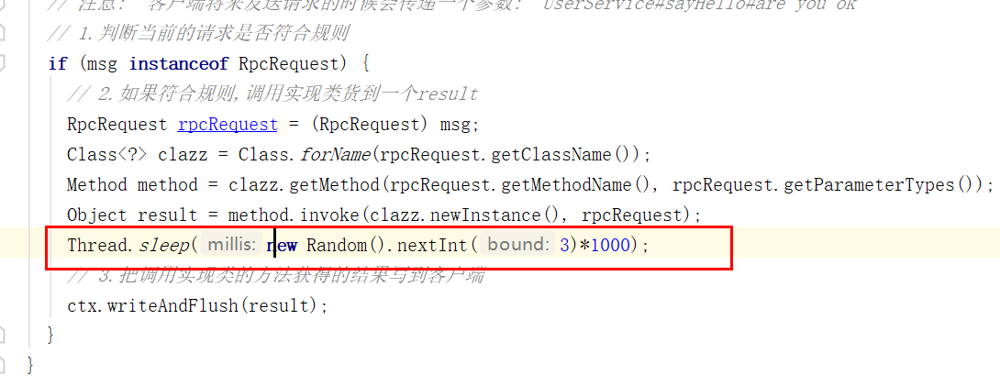 // 注意： 客户端将来发送请求的时候会传递一个参数： UserService#sayHello#are you ok
// 1.判断当前的请求是否符合规则
if (msg instanceof RpcRequest) {
// 2.如果符合规则,调用实现类货到一个result
RpcRequest rpcRequest = (RpcRequest) msg;
Class<?> clazz = Class.forName(rpcRequest.getClassName());
Method method = clazz.getMethod(rpcRequest.getMethodName(), rpcRequest.getParameterTypes());
Object result = method.invoke(clazz.newInstance(), rpcRequest);
Thread.sleep( millis: new Random().nextInt( bound: 3)*1000);
// 3.把调用实现类的方法获得的结果写到客户端
ctx.writeAndFlush(result);
}
}